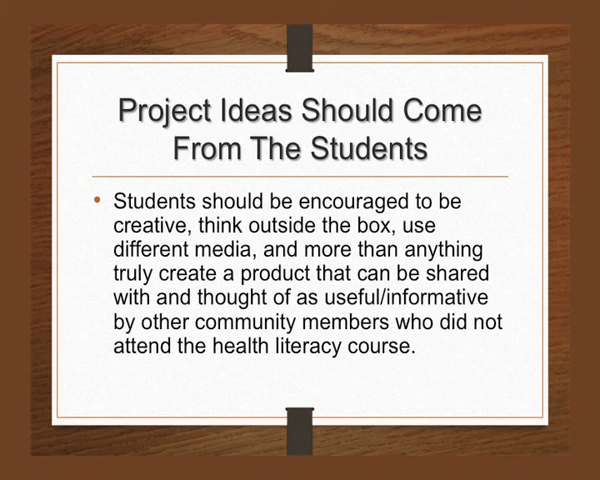 Project Ideas Should Come
From The Students
• Students should be encouraged to be
creative, think outside the box, use
different media, and more than anything
truly create a product that can be shared
with and thought of as useful/informative
by other community members who did not
attend the health literacy course.